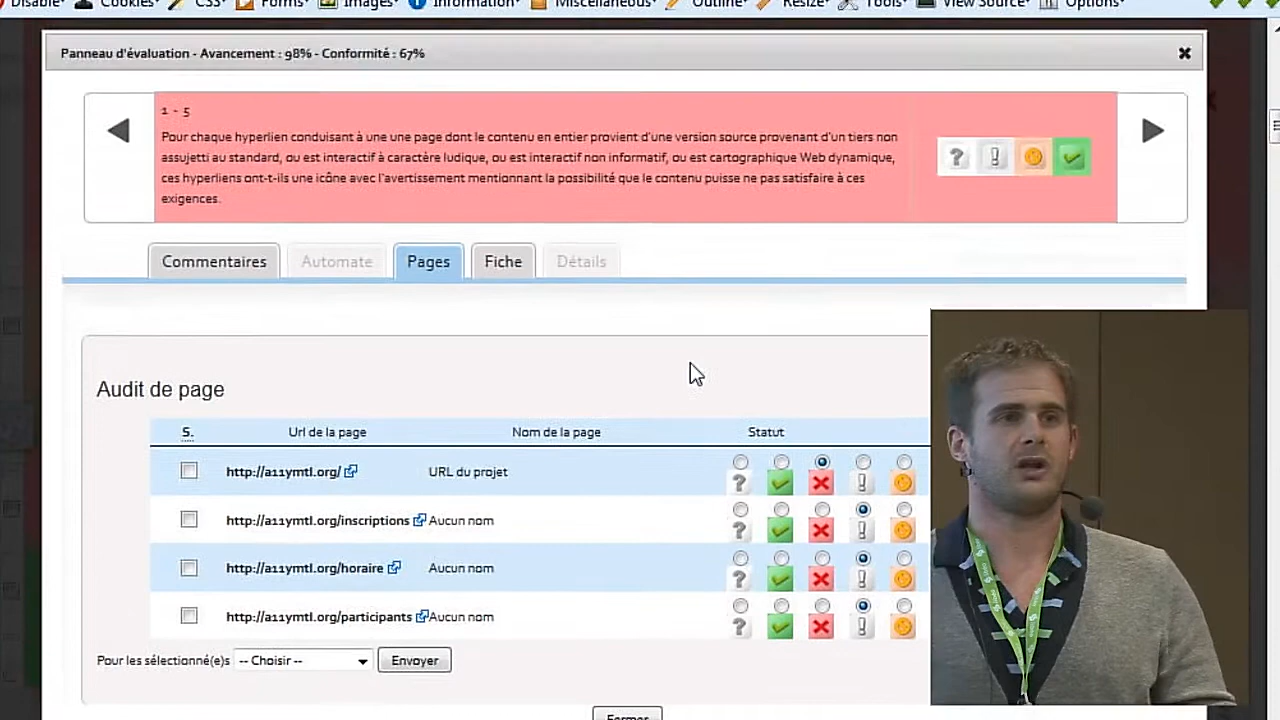 Disable Cookies CSS Forms Images Information Miscellaneous Outline Resize Tools View Source Options
Panneau d'évaluation - Avancement : 98% - Conformité : 67%
1 - 5
Pour chaque hyperlien conduisant à une une page dont le contenu en entier provient d'une version source provenant d'un tiers non
assujetti au standard, ou est interactif à caractère ludique, ou est interactif non informatif, ou est cartographique Web dynamique,
ces hyperliens ont-t-ils une icône avec l'avertissement mentionnant la possibilité que le contenu puisse ne pas satisfaire à ces
exigences.
Commentaires Automate Pages Fiche Détails
Audit de page
S. Url de la page Nom de la page Statut
http://a11ymtl.org/ URL du projet
http://a11ymtl.org/inscriptions Aucun nom
http://a11ymtl.org/horaire Aucun nom
http://a11ymtl.org/participants Aucun nom
Pour les sélectionné(e)s -- Choisir -- Envoyer
Fermer